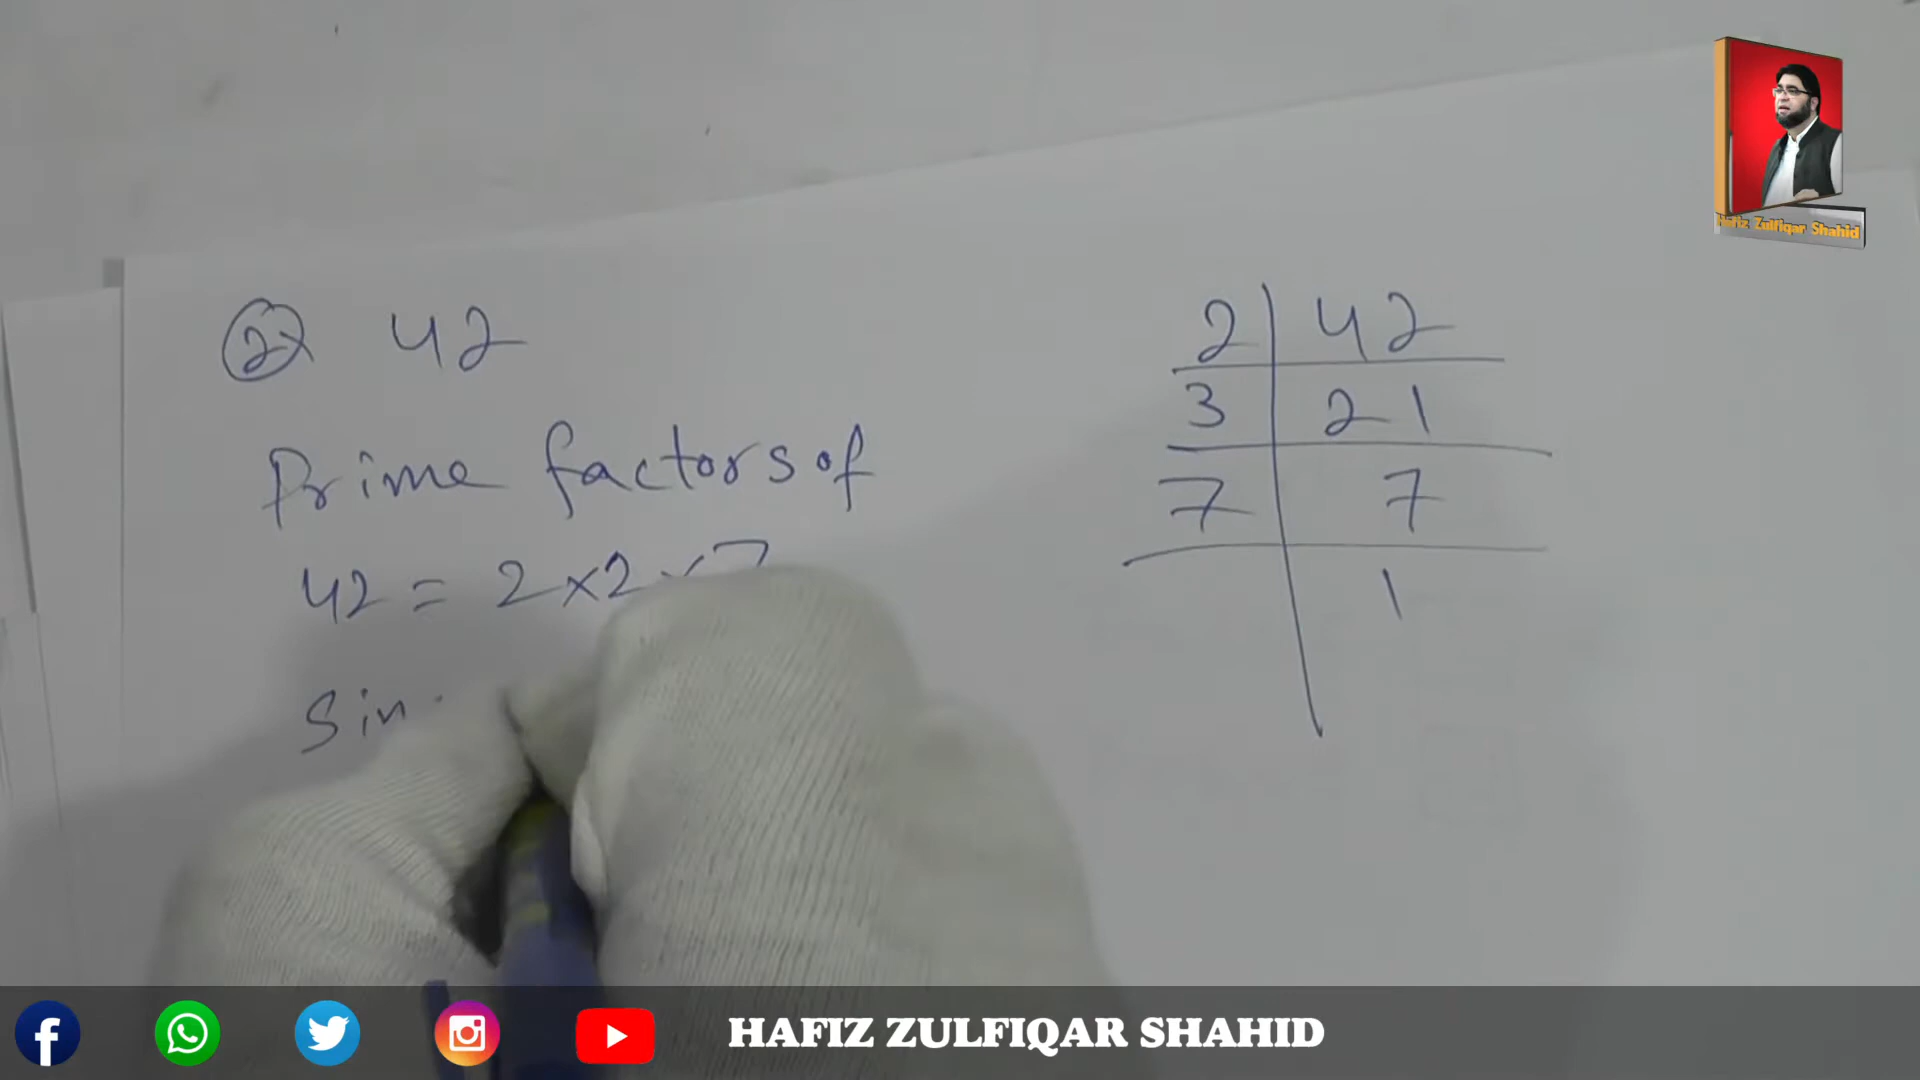 2 42
Prime factors of
42 = 2×2×7
Sin
2 42
3 21
7 7
1
Hafiz Zulfiqar Shahid
HAFIZ ZULFIQAR SHAHID